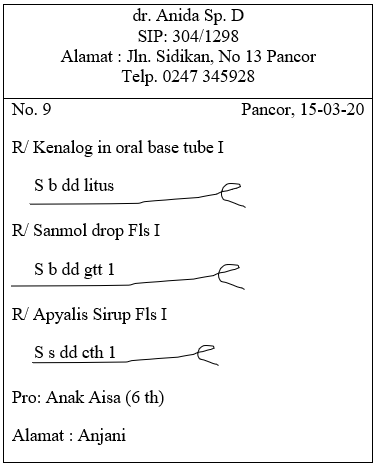 dr. Anida Sp. D
SIP: 304/1298
Alamat : Jln. Sidikan, No 13 Pancor
Telp. 0247 345928
No. 9 Pancor, 15-03-20
R/ Kenalog in oral base tube I
S b dd litus
R/ Sanmol drop Fls I
S b dd gtt 1
R/ Apyalis Sirup Fls I
S s dd cth 1
Pro: Anak Aisa (6 th)
Alamat : Anjani